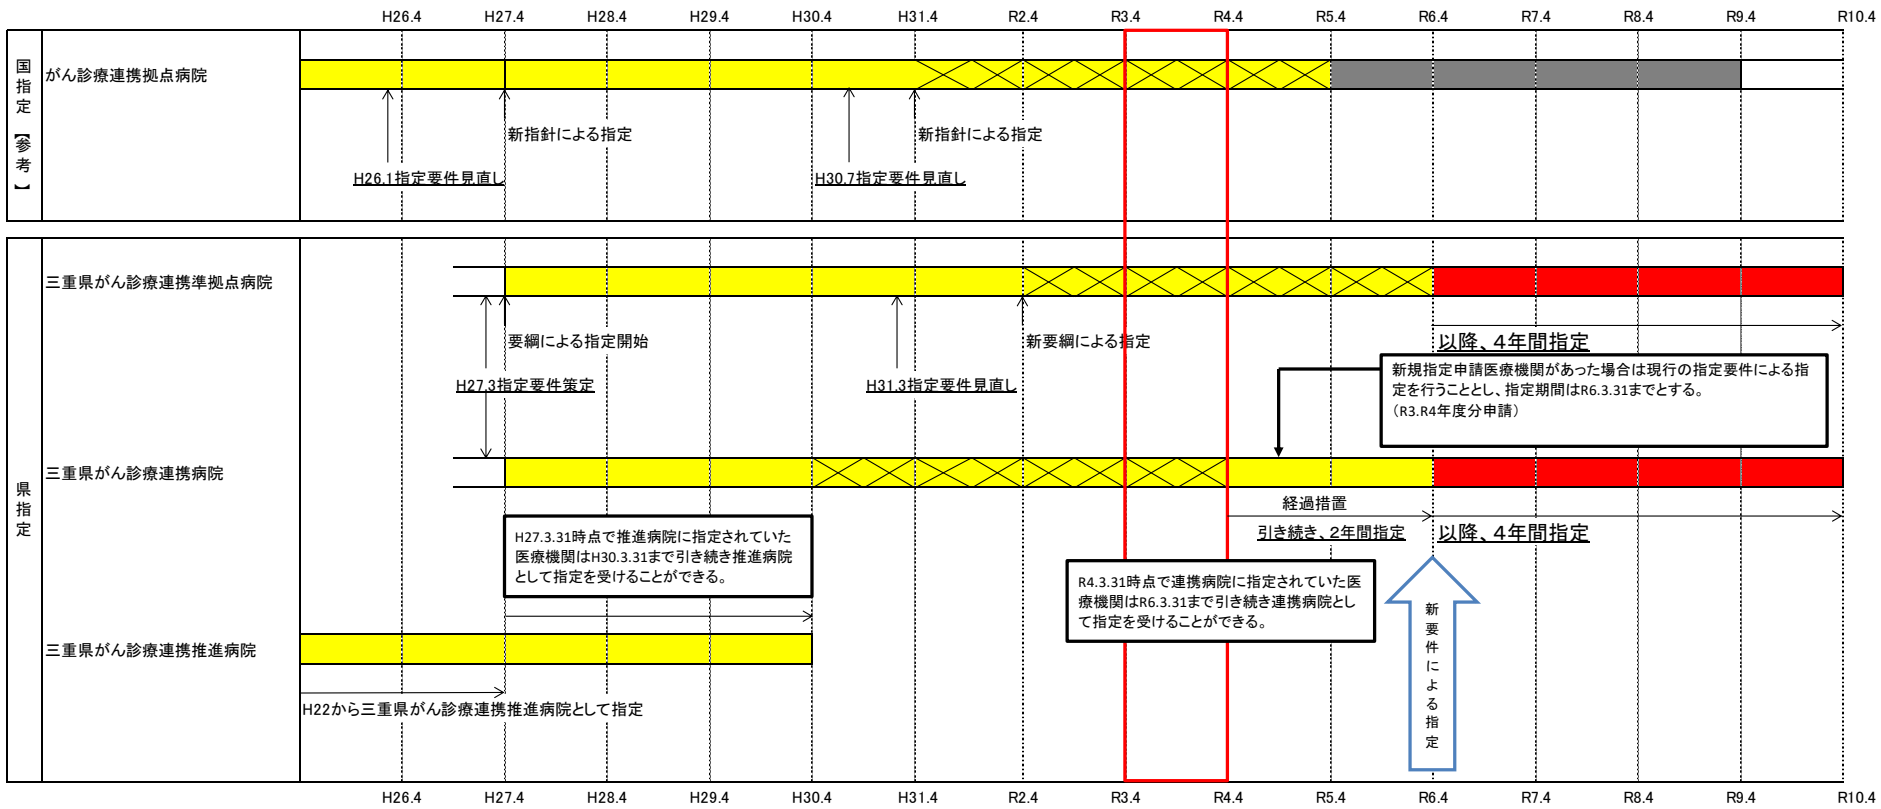 H26.4 H27.4 H28.4 H29.4 H30.4 H31.4 R2.4 R3.4 R4.4 R5.4 R6.4 R7.4 R8.4 R9.4 R10.4
国指定【参考】
がん診療連携拠点病院
新指針による指定
新指針による指定
H26.1指定要件見直し
H30.7指定要件見直し
県指定
三重県がん診療連携準拠点病院
要綱による指定開始
新要綱による指定
以降、4年間指定
H27.3指定要件策定
H31.3指定要件見直し
新規指定申請医療機関があった場合は現行の指定要件による指
定を行うこととし、指定期間はR6.3.31までとする。
（R3.R4年度分申請）
三重県がん診療連携病院
経過措置
引き続き、2年間指定
以降、4年間指定
H27.3.31時点で推進病院に指定されていた
医療機関はH30.3.31まで引き続き推進病院
として指定を受けることができる。
R4.3.31時点で連携病院に指定されていた医
療機関はR6.3.31まで引き続き連携病院とし
て指定を受けることができる。
新要件による指定
三重県がん診療連携推進病院
H22から三重県がん診療連携推進病院として指定
H26.4 H27.4 H28.4 H29.4 H30.4 H31.4 R2.4 R3.4 R4.4 R5.4 R6.4 R7.4 R8.4 R9.4 R10.4